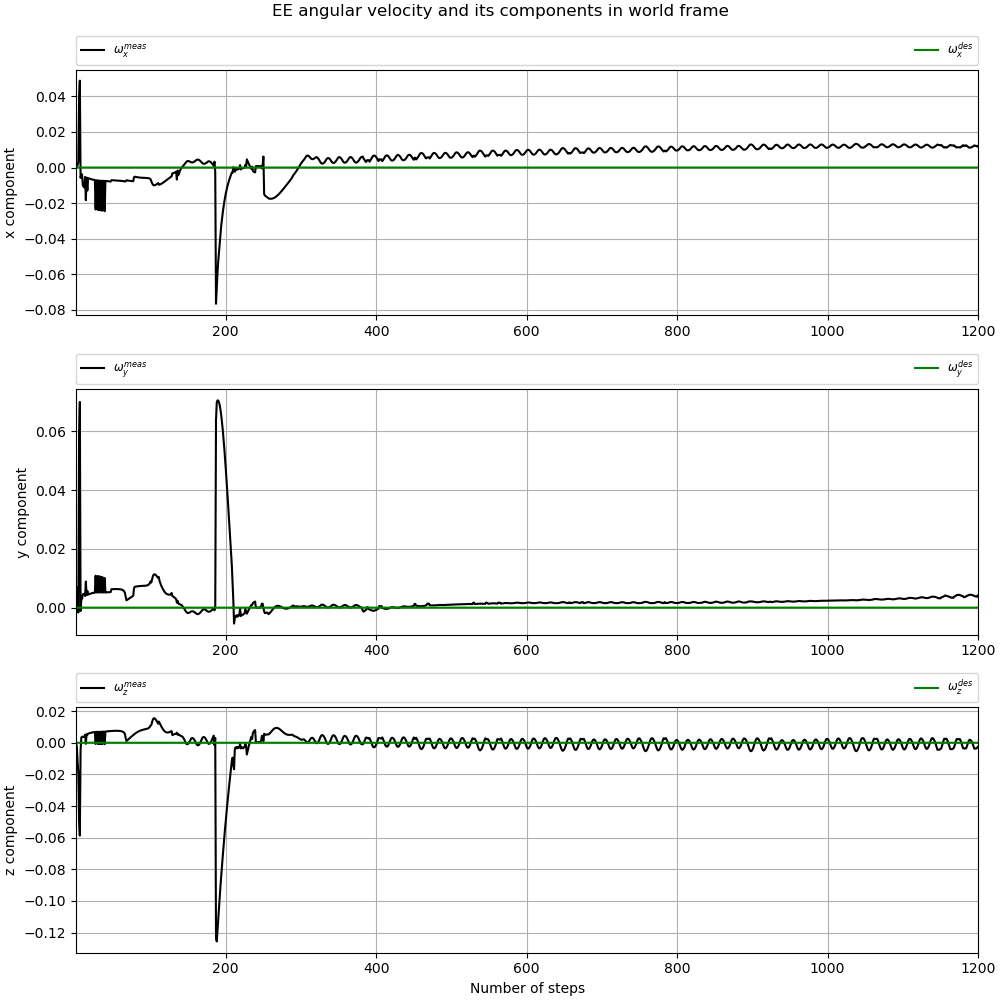 EE angular velocity and its components in world frame
ω_x^meas ω_x^des
0.04
0.02
0.00
−0.02
−0.04
−0.06
−0.08
x component
200 400 600 800 1000 1200
ω_y^meas ω_y^des
0.06
0.04
0.02
0.00
y component
200 400 600 800 1000 1200
ω_z^meas ω_z^des
0.02
0.00
−0.02
−0.04
−0.06
−0.08
−0.10
−0.12
z component
200 400 600 800 1000 1200
Number of steps